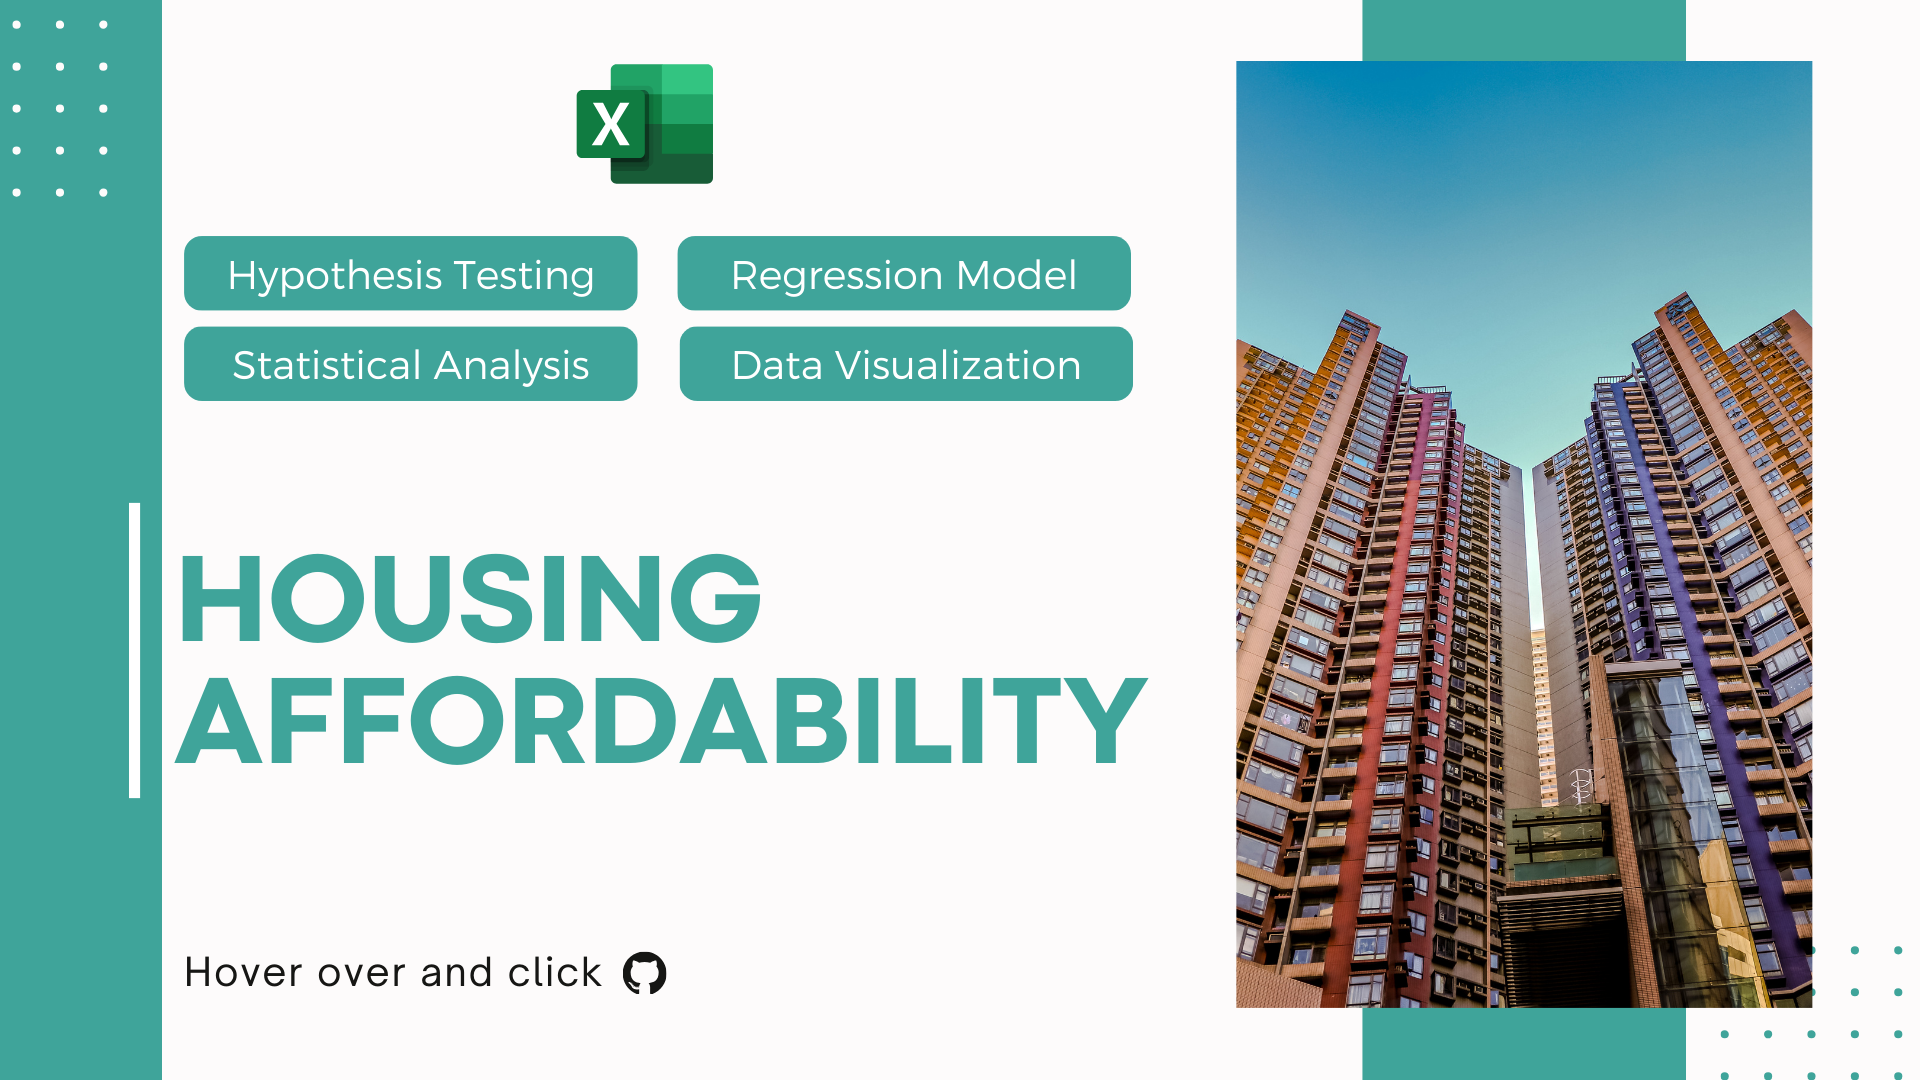 X
Hypothesis Testing
Regression Model
Statistical Analysis
Data Visualization
HOUSING
AFFORDABILITY
Hover over and click